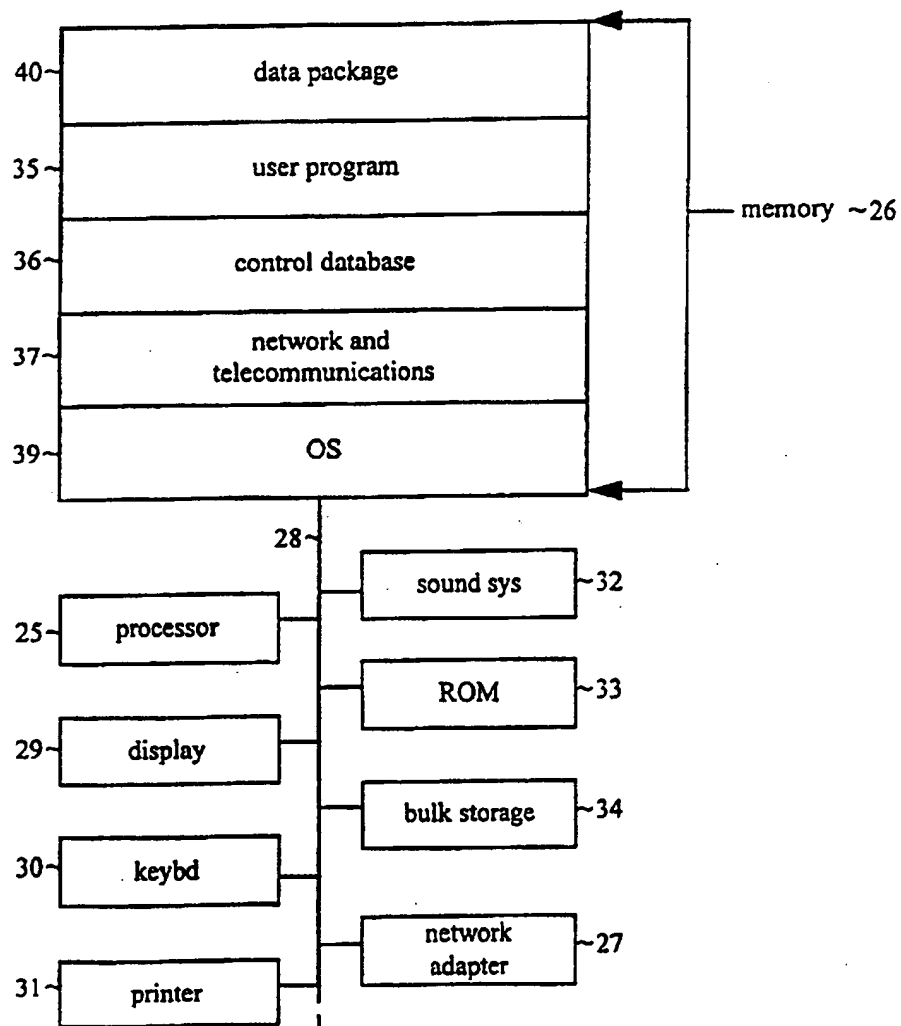 40~ data package
35~ user program
memory ~26
36~ control database
37~ network and
telecommunications
39~ OS
28~
sound sys ~32
25~ processor
ROM ~33
29~ display
bulk storage ~34
30~ keybd
network
adapter ~27
31~ printer